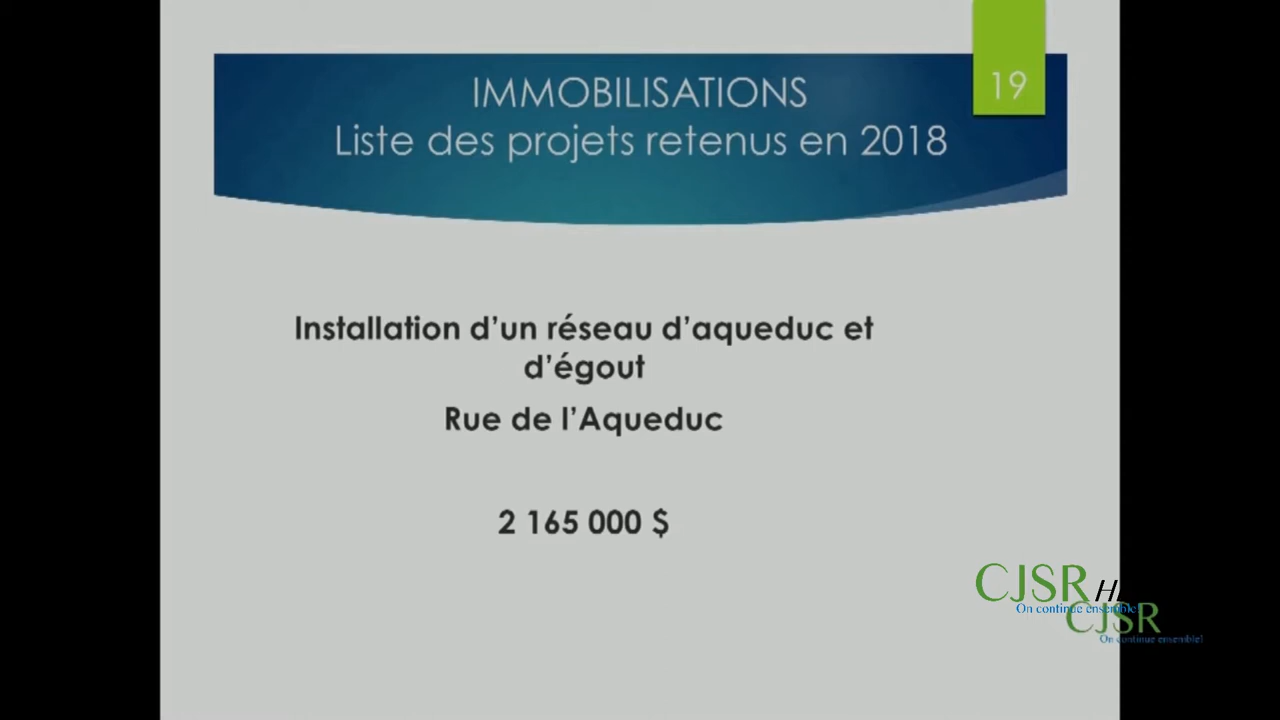 19
IMMOBILISATIONS
Liste des projets retenus en 2018
Installation d'un réseau d'aqueduc et
d'égout
Rue de l'Aqueduc
2 165 000 $
CJSR
On continue ensemble!
CJSR
On continue ensemble!